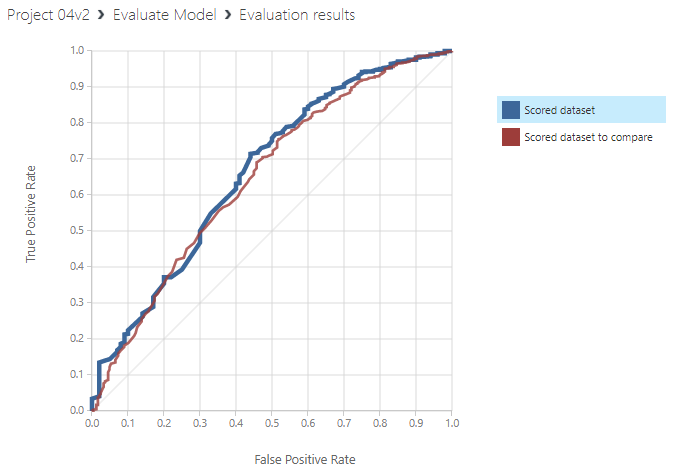 Project 04v2 ❯ Evaluate Model ❯ Evaluation results
True Positive Rate
1.0
0.9
0.8
0.7
0.6
0.5
0.4
0.3
0.2
0.1
0.0
0.0 0.1 0.2 0.3 0.4 0.5 0.6 0.7 0.8 0.9 1.0
False Positive Rate
Scored dataset
Scored dataset to compare